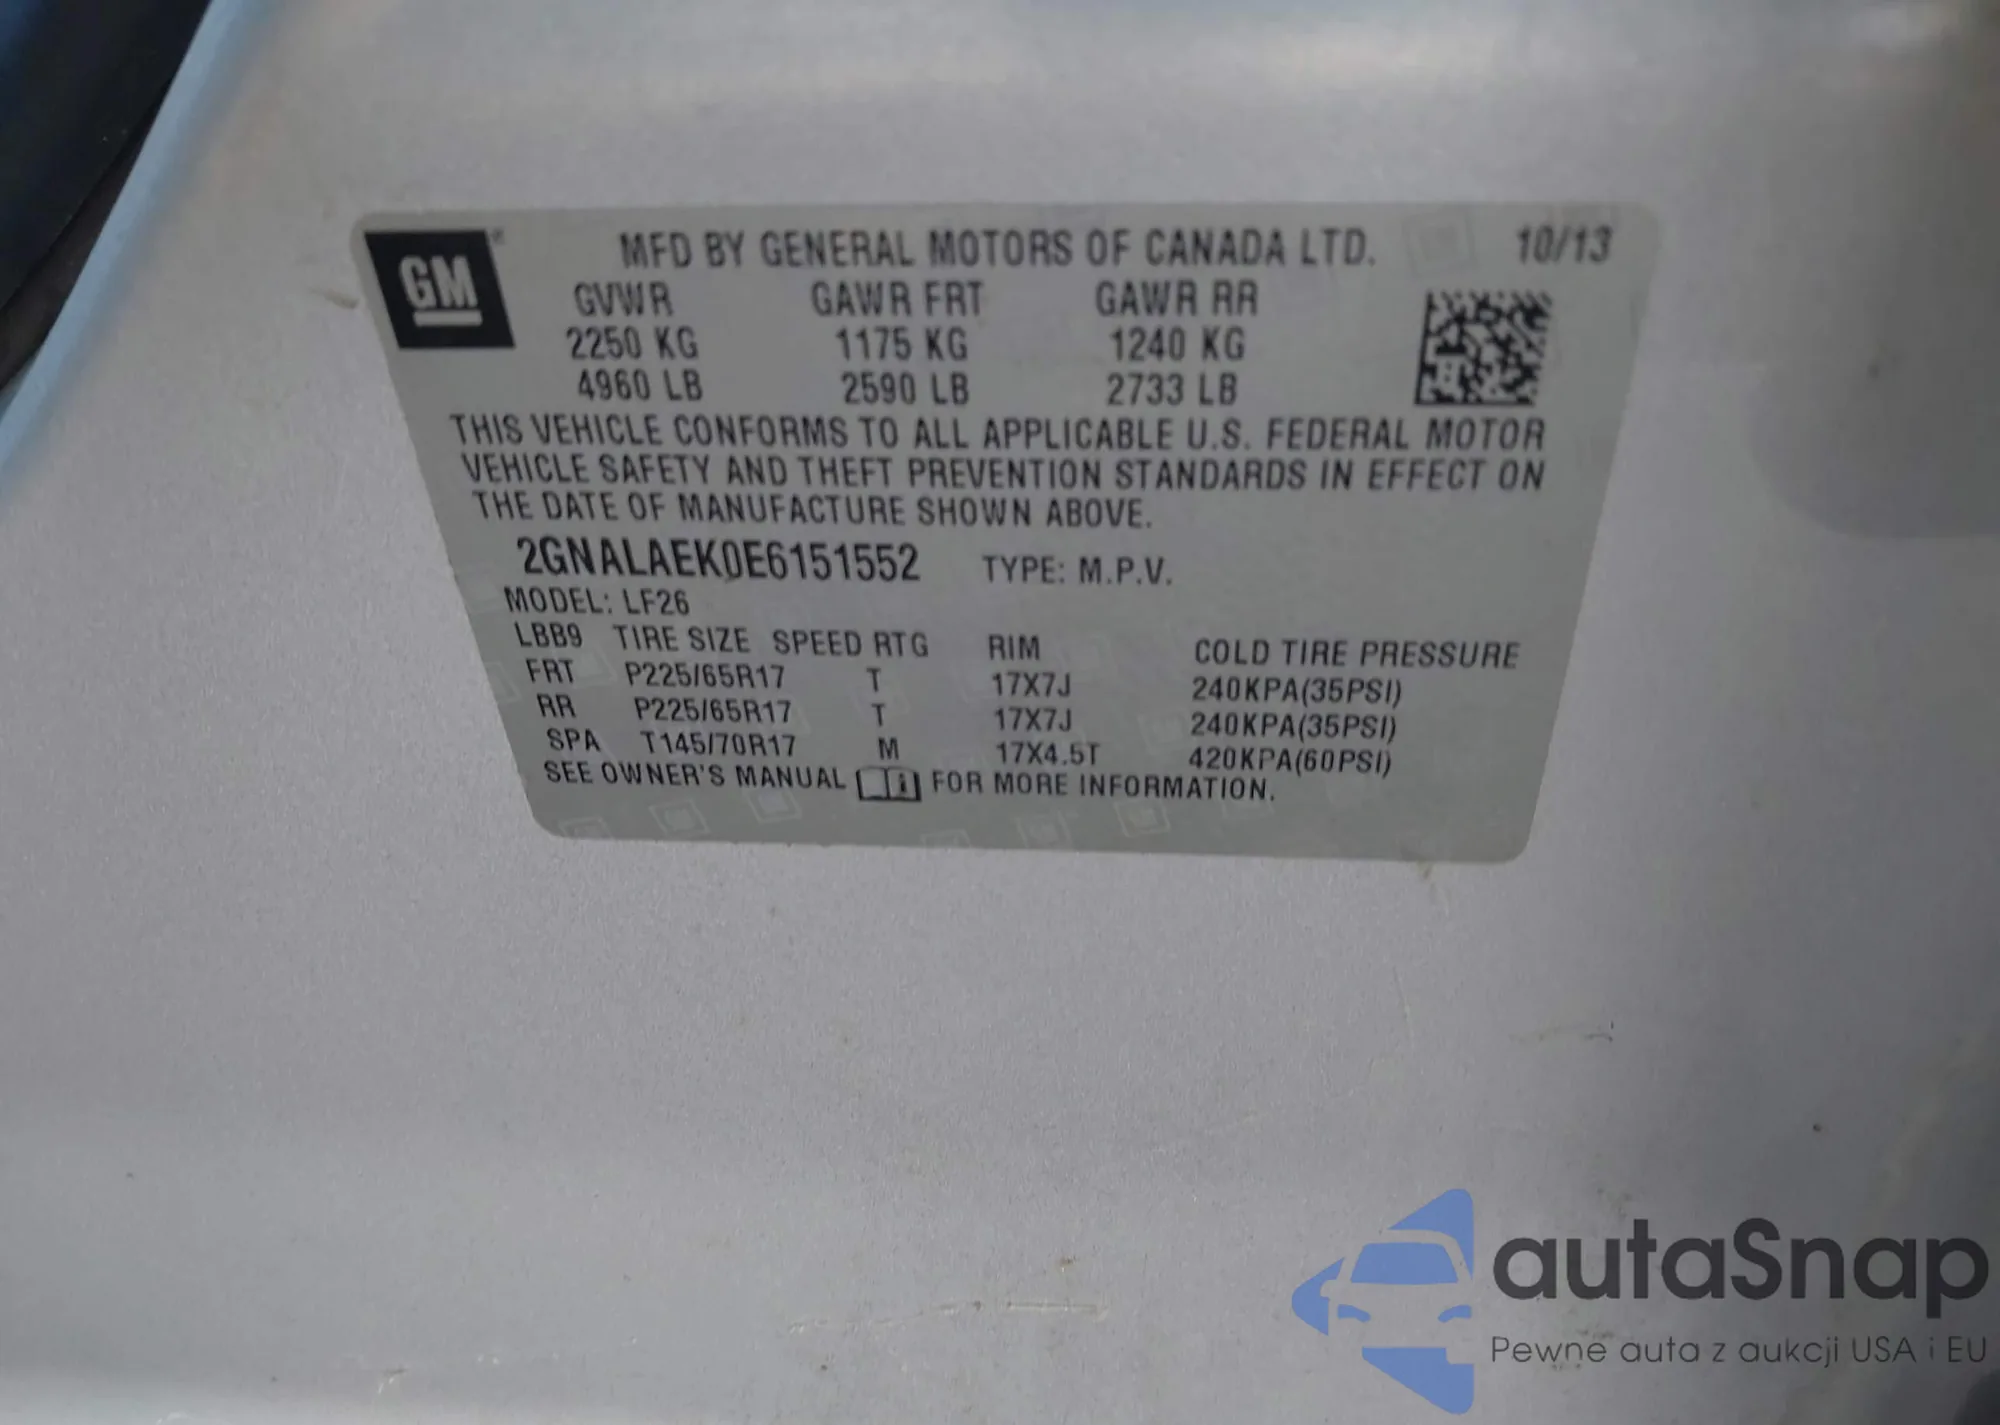 GM
MFD BY GENERAL MOTORS OF CANADA LTD. 10/13
GVWR GAWR FRT GAWR RR
2250 KG 1175 KG 1240 KG
4960 LB 2590 LB 2733 LB
THIS VEHICLE CONFORMS TO ALL APPLICABLE U.S. FEDERAL MOTOR
VEHICLE SAFETY AND THEFT PREVENTION STANDARDS IN EFFECT ON
THE DATE OF MANUFACTURE SHOWN ABOVE.
2GNALAEK0E6151552 TYPE: M.P.V.
MODEL: LF26
LBB9 TIRE SIZE SPEED RTG RIM COLD TIRE PRESSURE
FRT P225/65R17 T 17X7J 240KPA(35PSI)
RR P225/65R17 T 17X7J 240KPA(35PSI)
SPA T145/70R17 M 17X4.5T 420KPA(60PSI)
SEE OWNER'S MANUAL i FOR MORE INFORMATION.
autaSnap
Pewne auta z aukcji USA i EU